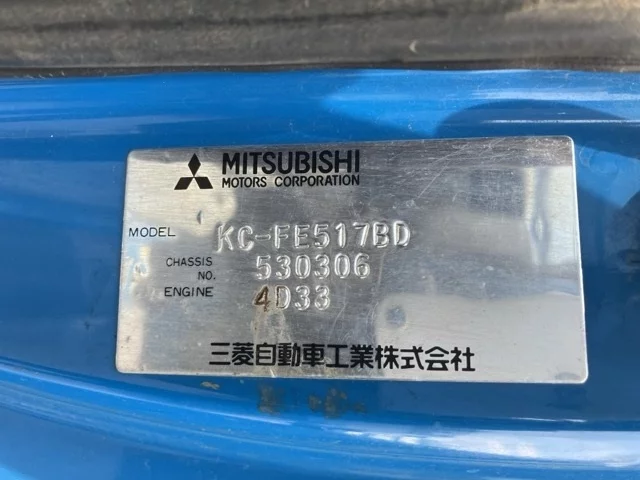 MITSUBISHI
MOTORS CORPORATION
MODEL KC-FE517BD
CHASSIS NO. 530306
ENGINE 4D33
三菱自動車工業株式会社